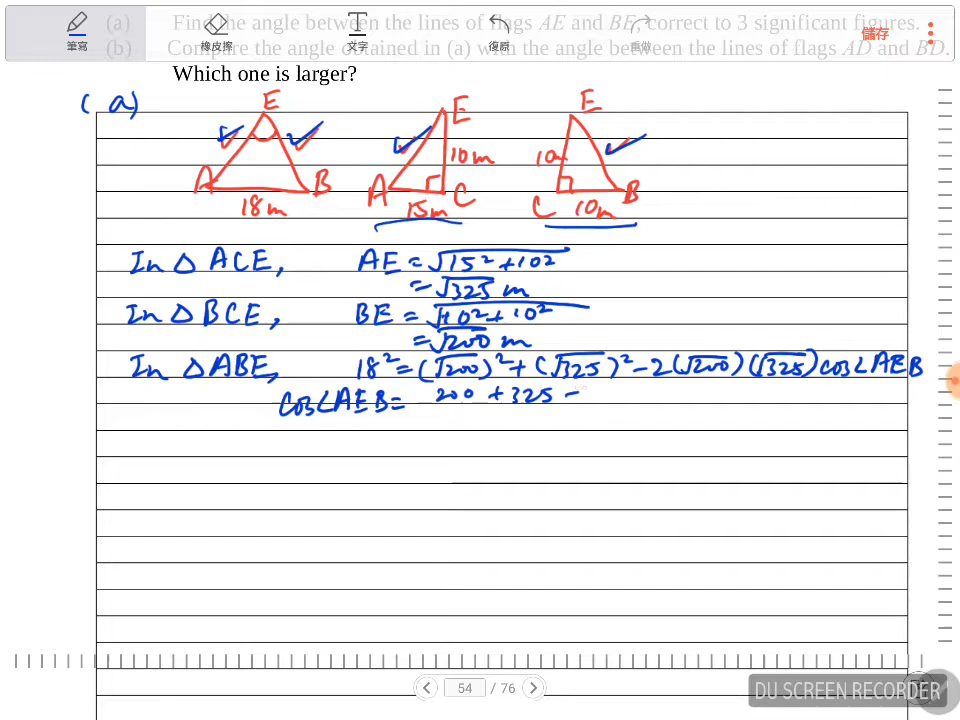 (a) Find the angle between the lines of flags AE and BE, correct to 3 significant figures.
(b) Compare the angle obtained in (a) with the angle between the lines of flags AD and BD.
Which one is larger?
筆寫 橡皮擦 文字 復原 重做 儲存
(a)
E E E
10m 10m
A B A C C B
18m 15m 10m
In △ ACE, AE = √15² + 10²
= √325 m
In △ BCE, BE = √10² + 10²
= √200 m
In △ ABE, 18² = (√200)² + (√325)² - 2(√200)(√325) cos∠AEB
cos∠AEB = 200 + 325 -
54 / 76
DU SCREEN RECORDER